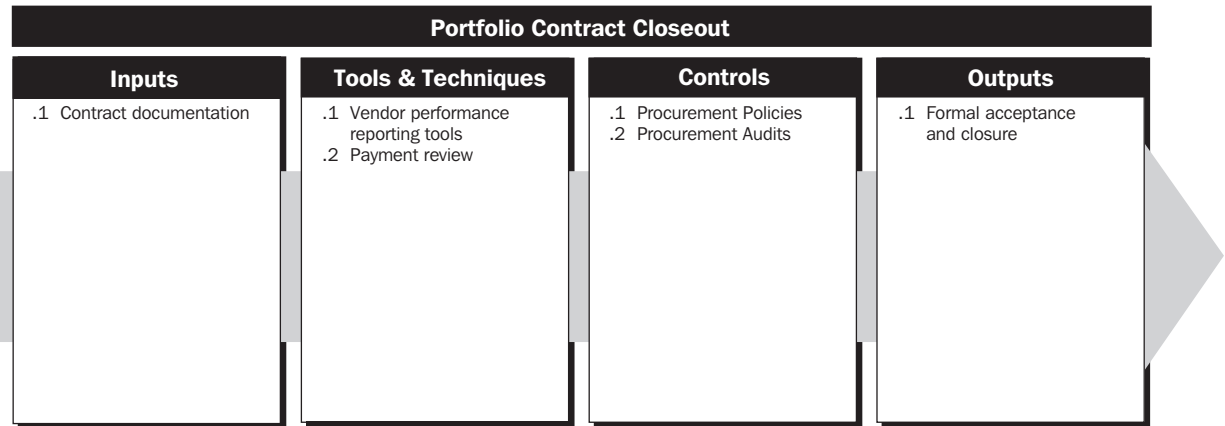 Portfolio Contract Closeout
Inputs
.1 Contract documentation
Tools & Techniques
.1 Vendor performance
reporting tools
.2 Payment review
Controls
.1 Procurement Policies
.2 Procurement Audits
Outputs
.1 Formal acceptance
and closure